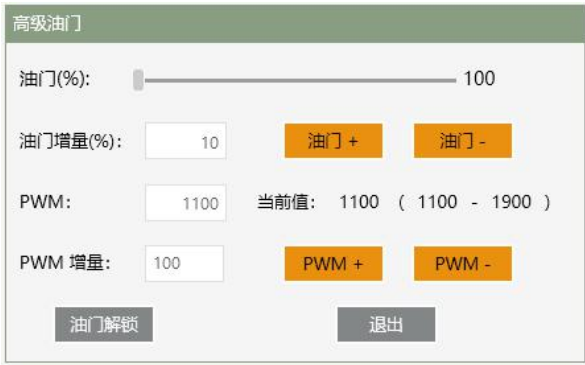 高级油门
油门(%): 100
油门增量(%): 10 油门 + 油门 -
PWM: 1100 当前值: 1100 ( 1100 - 1900 )
PWM 增量: 100 PWM + PWM -
油门解锁 退出